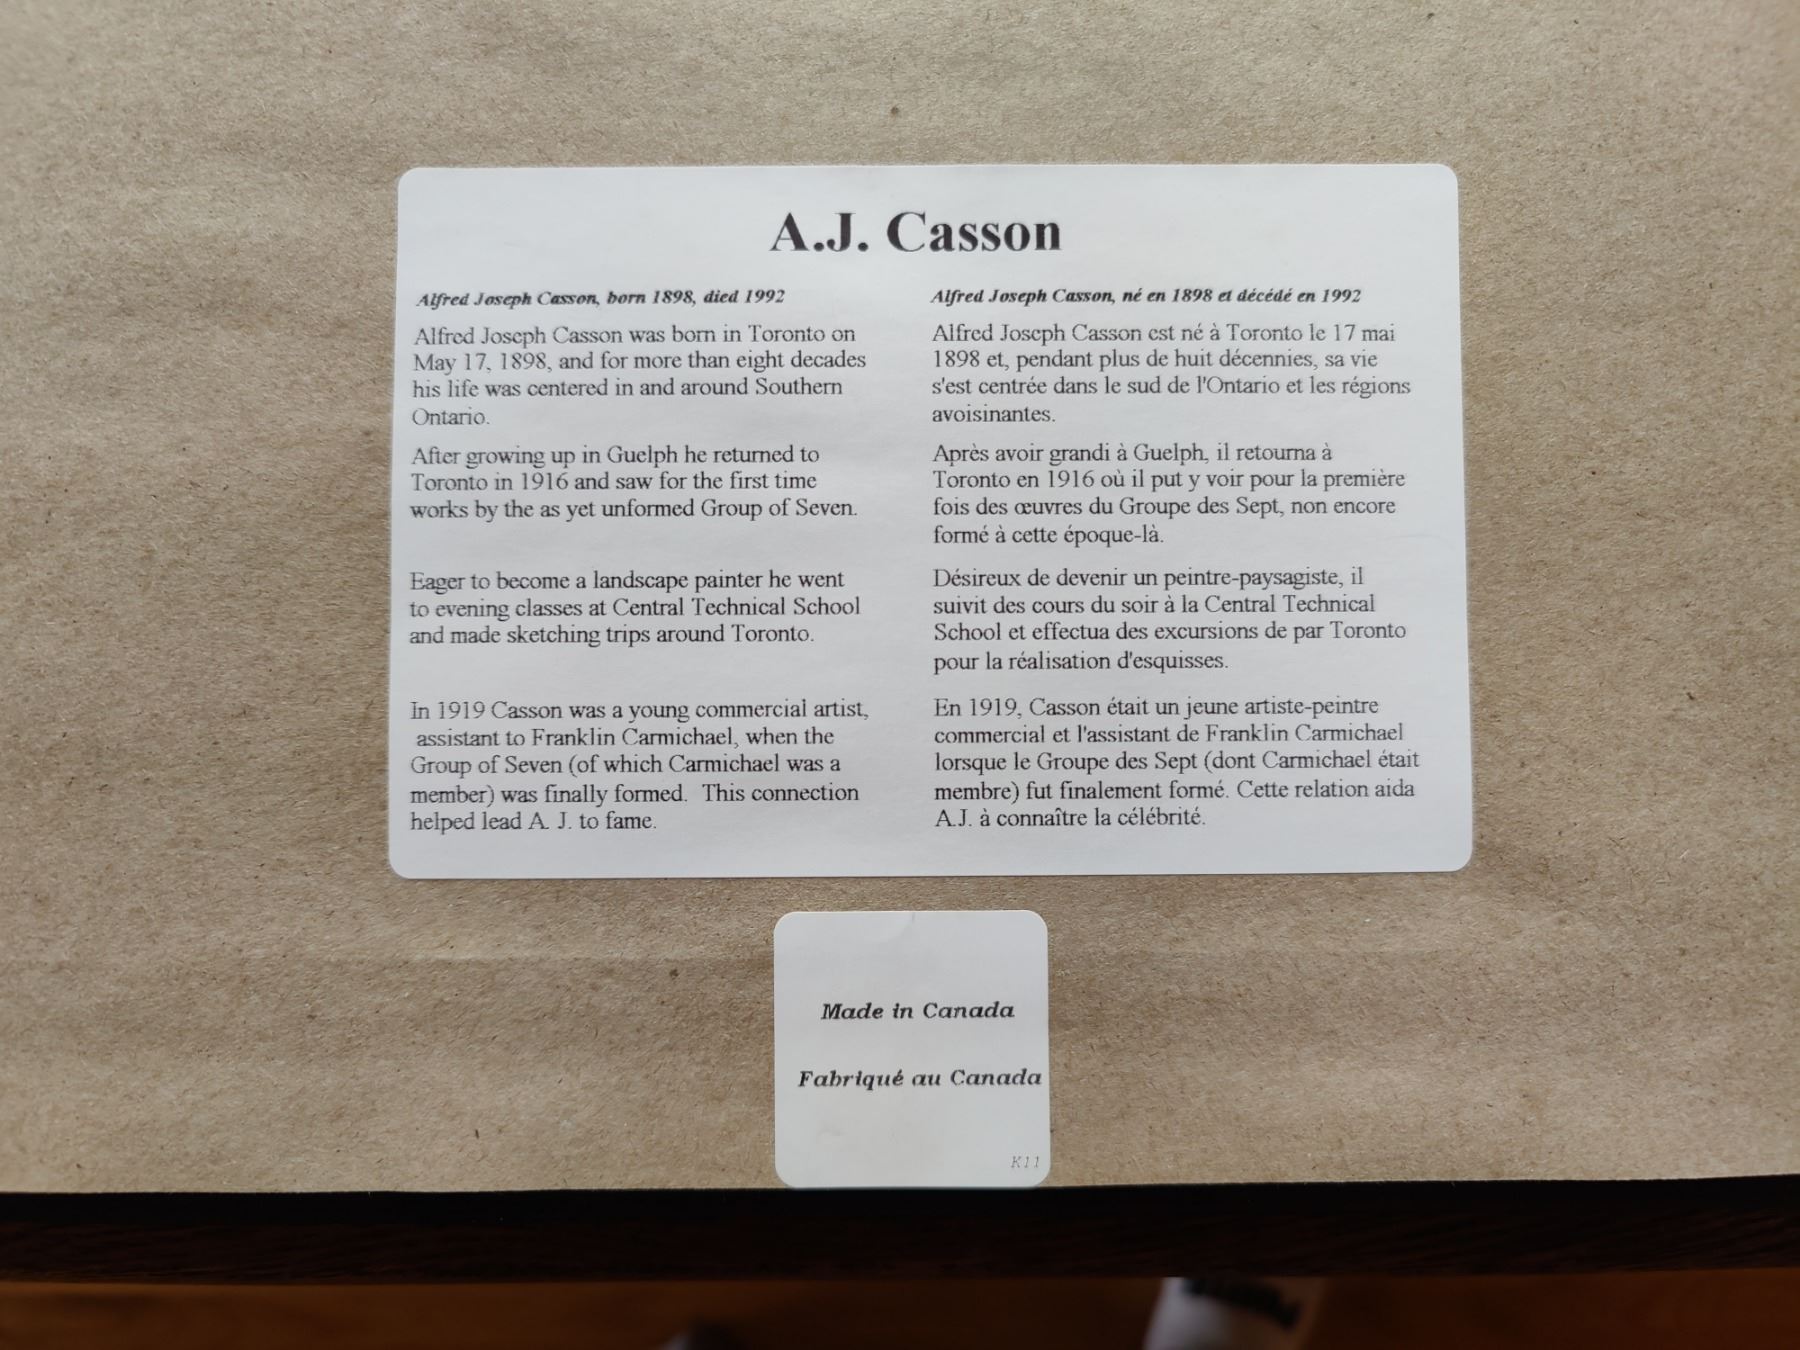 A.J. Casson
Alfred Joseph Casson, born 1898, died 1992
Alfred Joseph Casson was born in Toronto on
May 17, 1898, and for more than eight decades
his life was centered in and around Southern
Ontario.
After growing up in Guelph he returned to
Toronto in 1916 and saw for the first time
works by the as yet unformed Group of Seven.
Eager to become a landscape painter he went
to evening classes at Central Technical School
and made sketching trips around Toronto.
In 1919 Casson was a young commercial artist,
assistant to Franklin Carmichael, when the
Group of Seven (of which Carmichael was a
member) was finally formed.  This connection
helped lead A. J. to fame.
Alfred Joseph Casson, né en 1898 et décédé en 1992
Alfred Joseph Casson est né à Toronto le 17 mai
1898 et, pendant plus de huit décennies, sa vie
s'est centrée dans le sud de l'Ontario et les régions
avoisinantes.
Après avoir grandi à Guelph, il retourna à
Toronto en 1916 où il put y voir pour la première
fois des œuvres du Groupe des Sept, non encore
formé à cette époque-là.
Désireux de devenir un peintre-paysagiste, il
suivit des cours du soir à la Central Technical
School et effectua des excursions de par Toronto
pour la réalisation d'esquisses.
En 1919, Casson était un jeune artiste-peintre
commercial et l'assistant de Franklin Carmichael
lorsque le Groupe des Sept (dont Carmichael était
membre) fut finalement formé. Cette relation aida
A.J. à connaître la célébrité.
Made in Canada
Fabriqué au Canada
K11